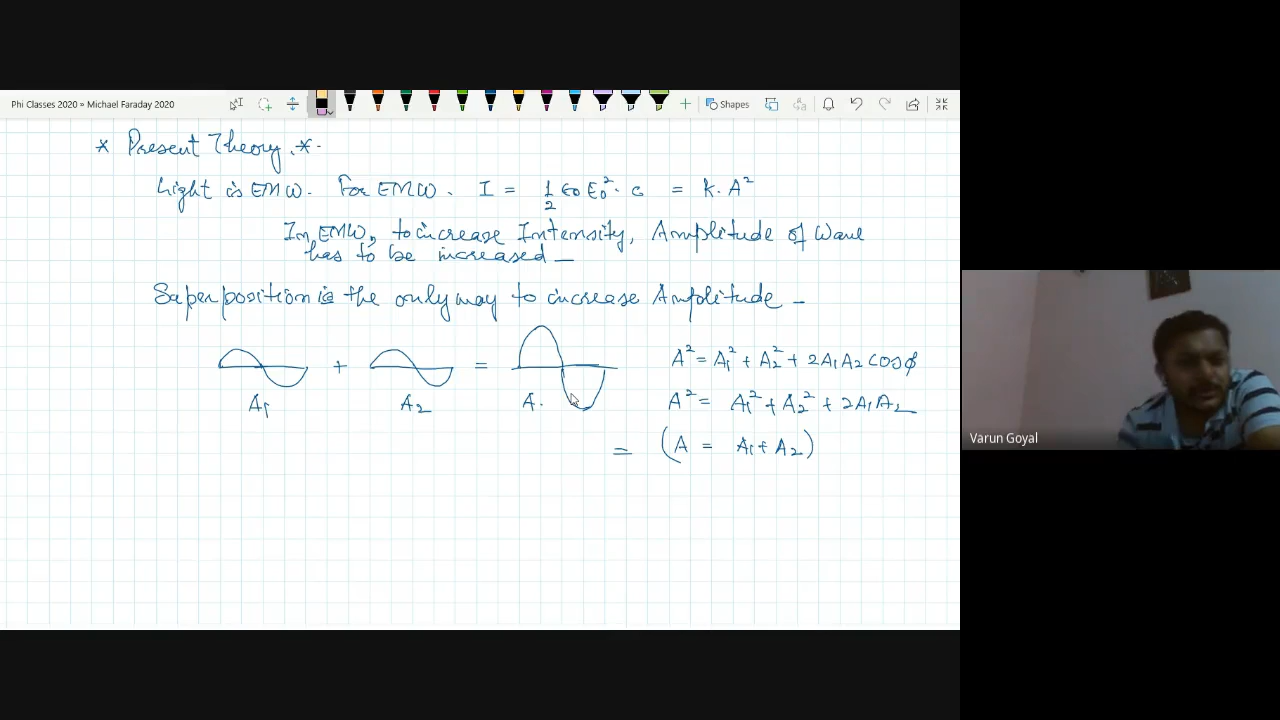 Phi Classes 2020 » Michael Faraday 2020
Shapes
* Present Theory. *.
Light is EMW. For EMW. I = 1/2 ε0 E0². c = k. A²
In EMW, to increase Intensity, Amplitude of Wave
has to be increased _
Superposition is the only way to increase Amplitude _
+ =
A1 A2 A.
A² = A1² + A2² + 2A1A2 cos φ
A² = A1² + A2² + 2A1A2
= (A = A1 + A2)
Varun Goyal